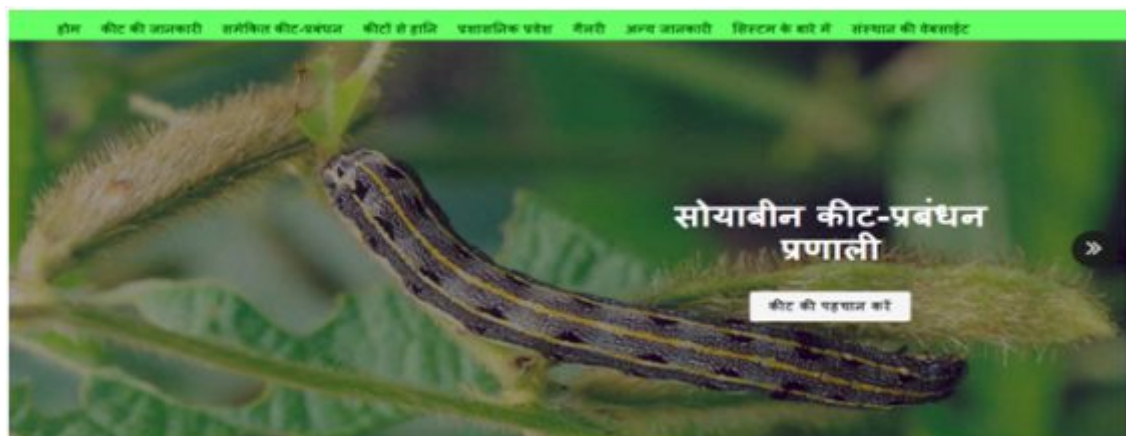 होम कीट की जानकारी समेकित कीट-प्रबंधन कीटों से हानि प्रशासनिक प्रवेश गैलरी अन्य जानकारी सिस्टम के बारे में संस्थान की वेबसाईट
सोयाबीन कीट-प्रबंधन
प्रणाली
कीट की पहचान करें